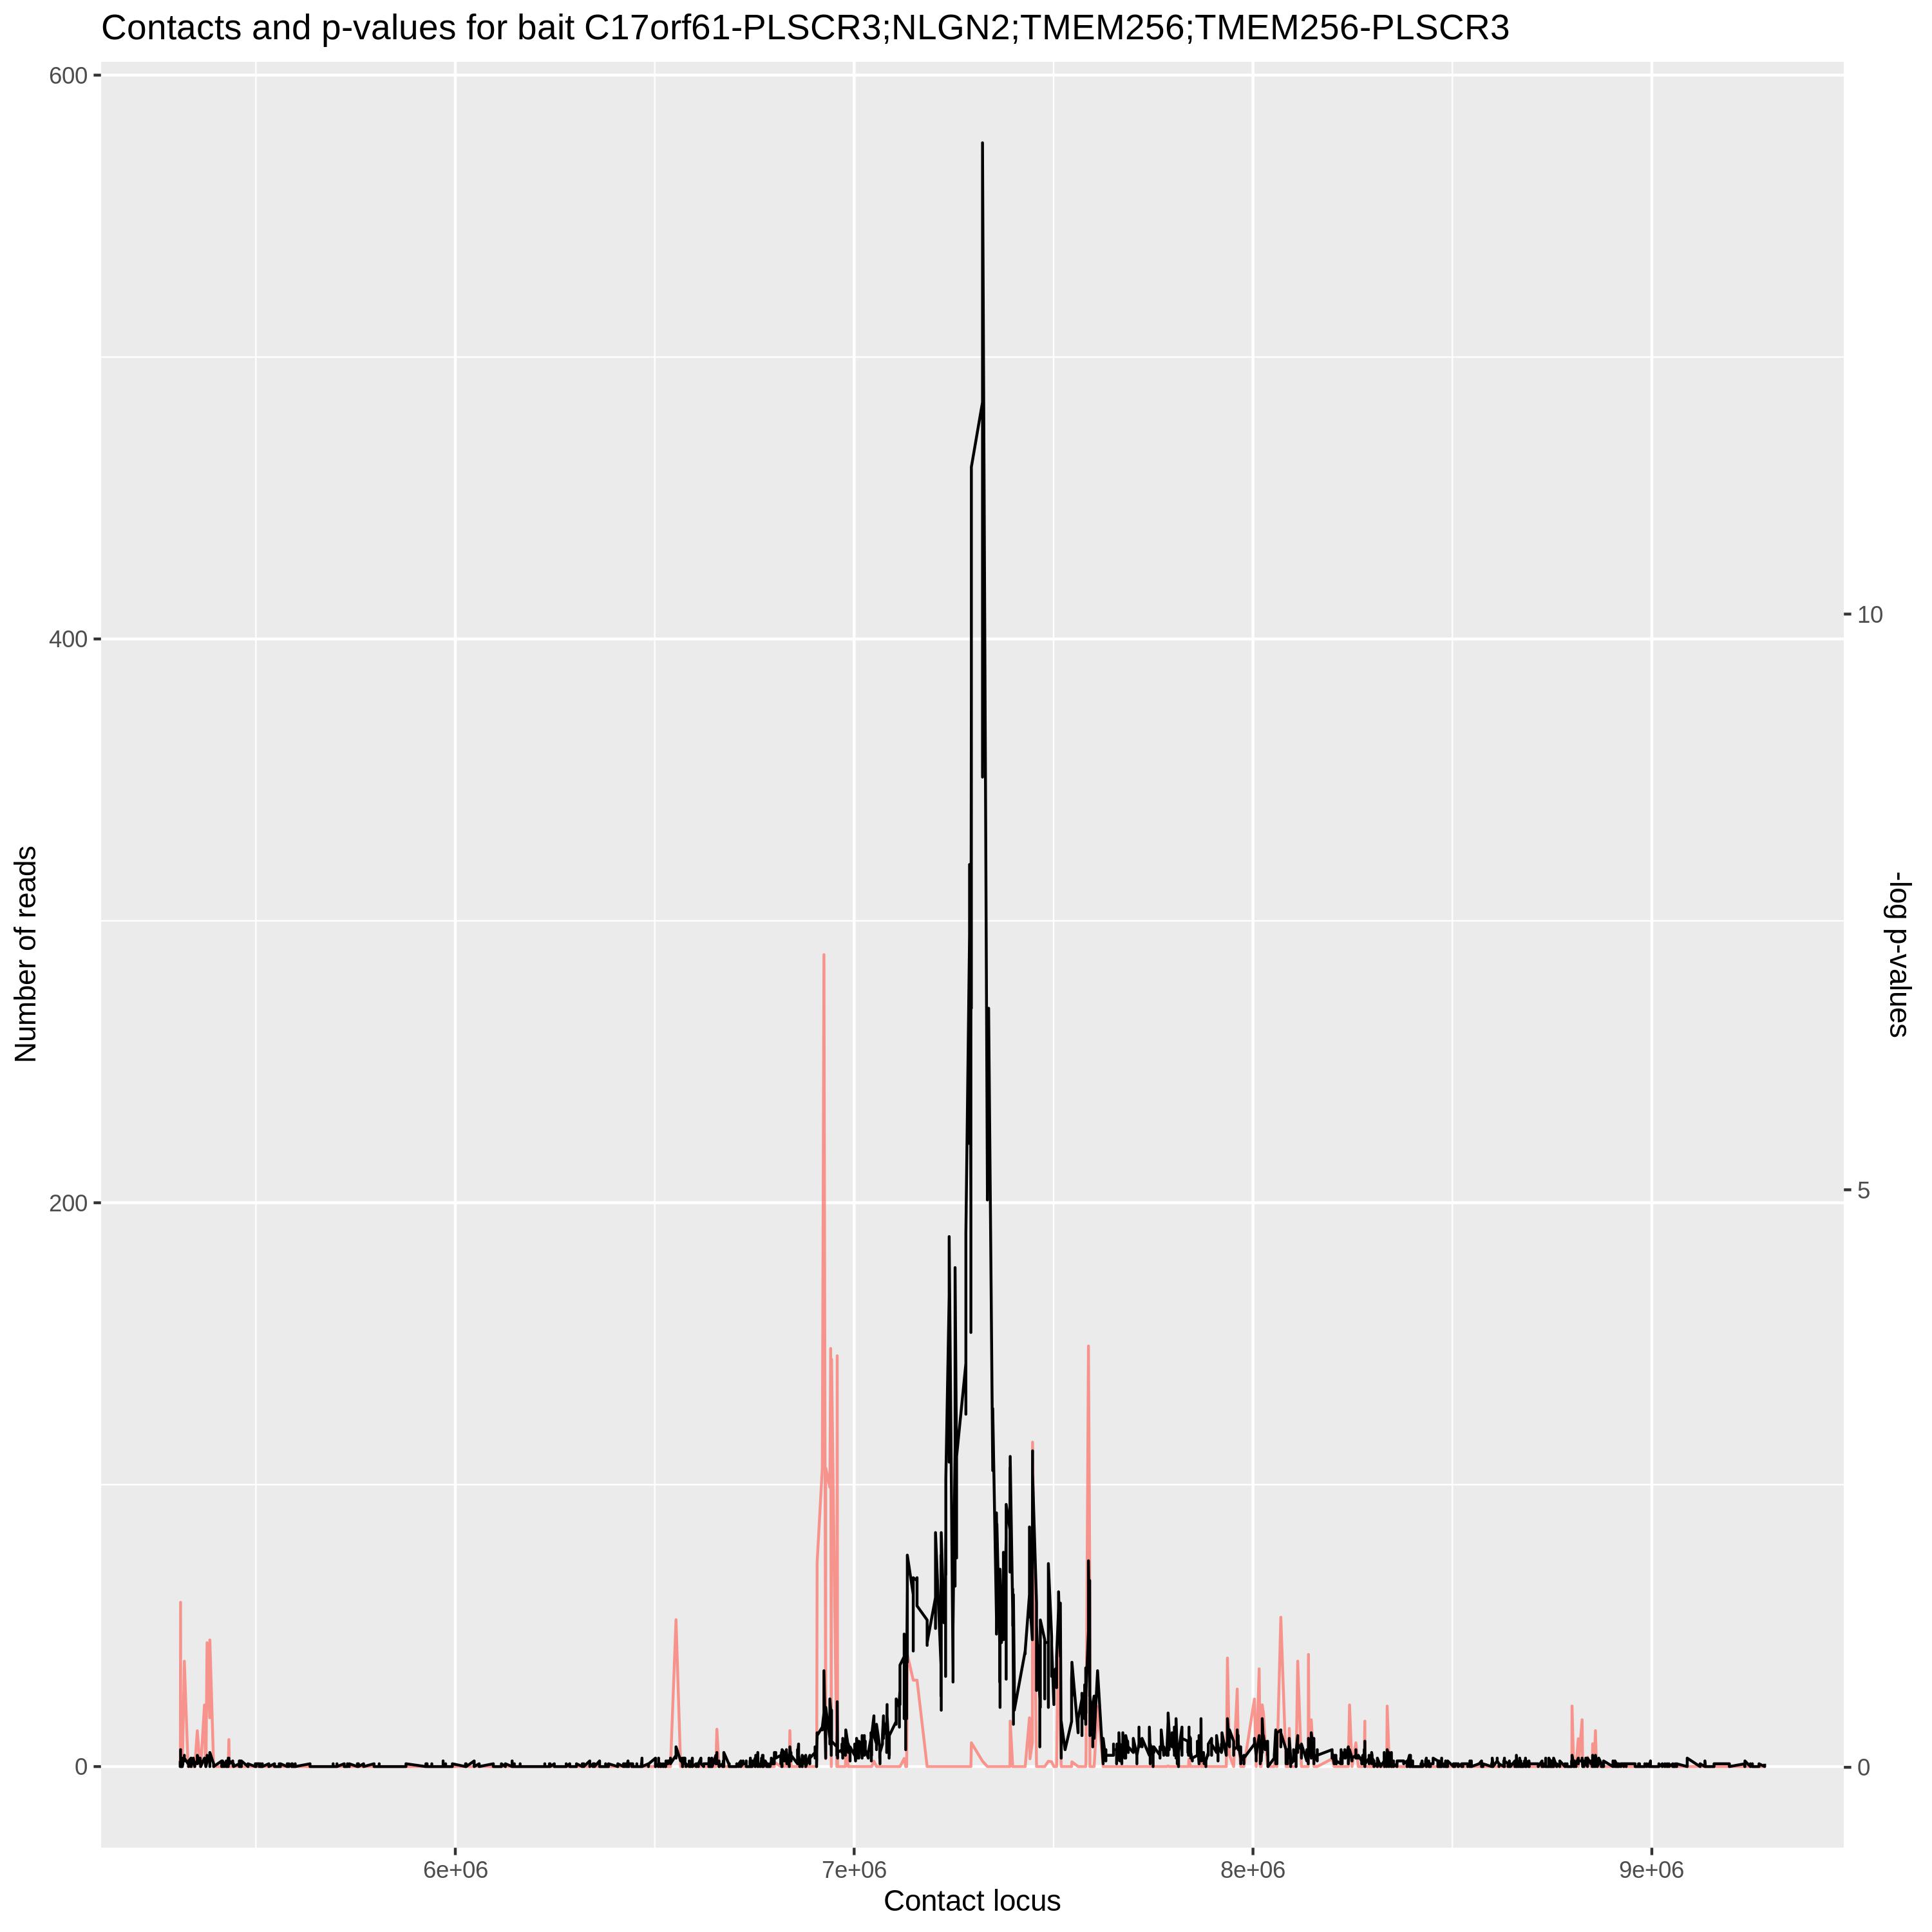 Contacts and p-values for bait C17orf61-PLSCR3;NLGN2;TMEM256;TMEM256-PLSCR3
600
400
200
0
Number of reads
10
5
0
-log p-values
6e+06 7e+06 8e+06 9e+06
Contact locus